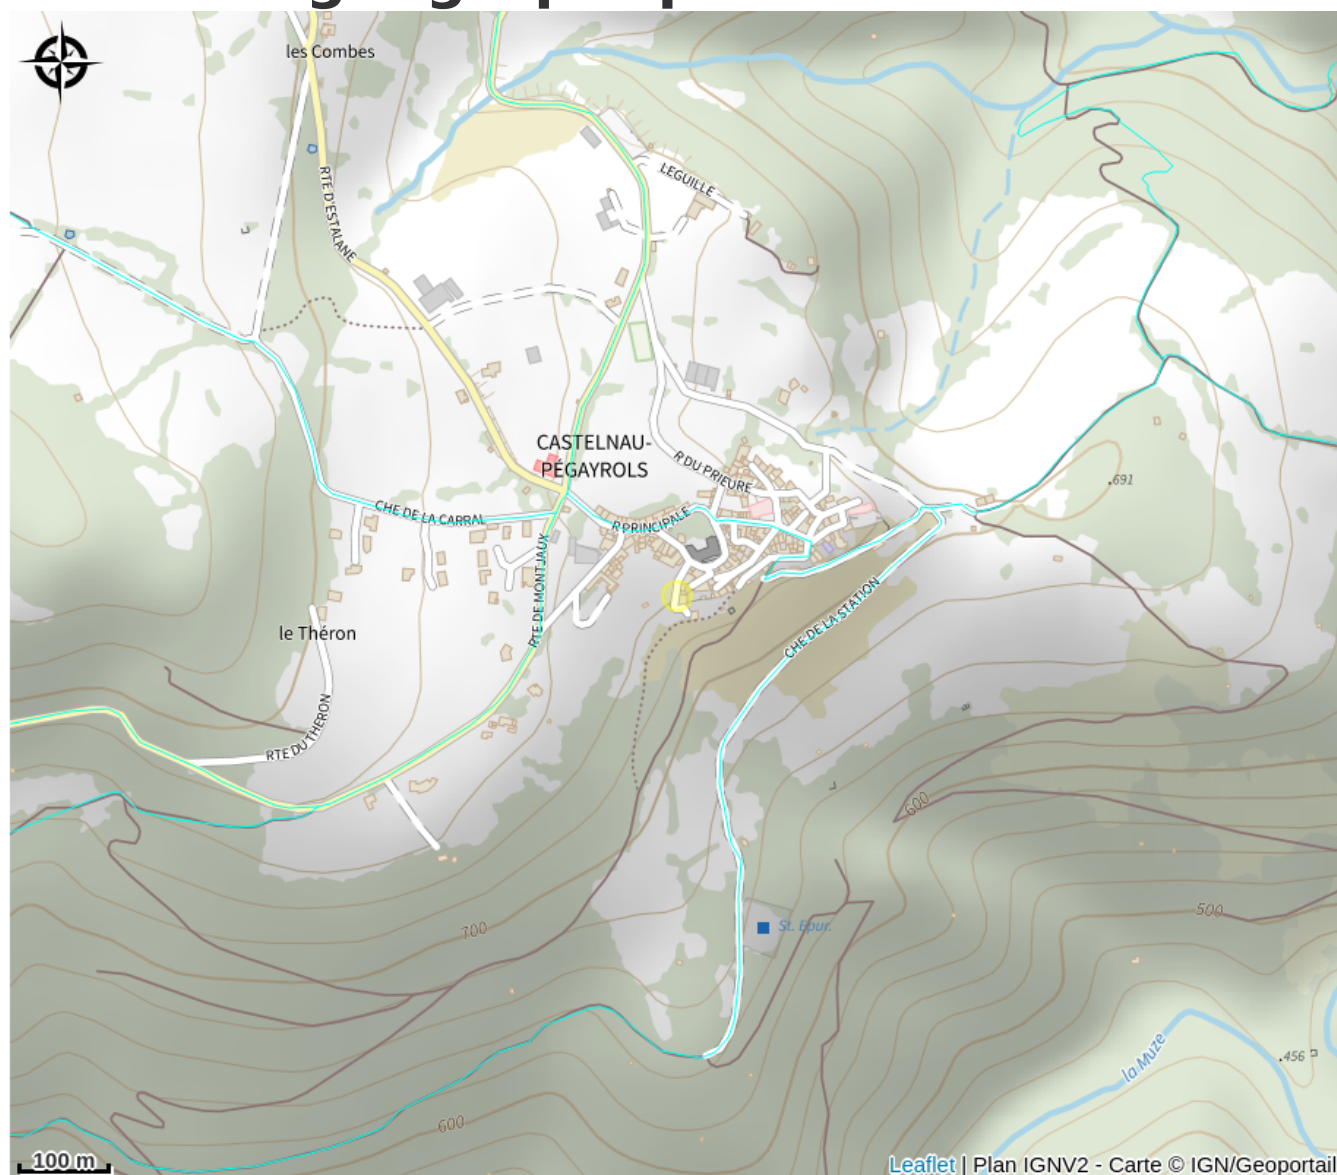 les Combes
LEGUILLE
RTE D'ESTALANE
CASTELNAU-
PÉGAYROLS
R DU PRIEURE
691
CHE DE LA CARRAL
R PRINCIPALE
RTE DE MONTJAUX
CHE DE LA STATION
le Théron
RTE DU THERON
600
700
500
St. Epur.
la Muze
456
600
100 m
Leaflet | Plan IGNV2 - Carte © IGN/Geoportail